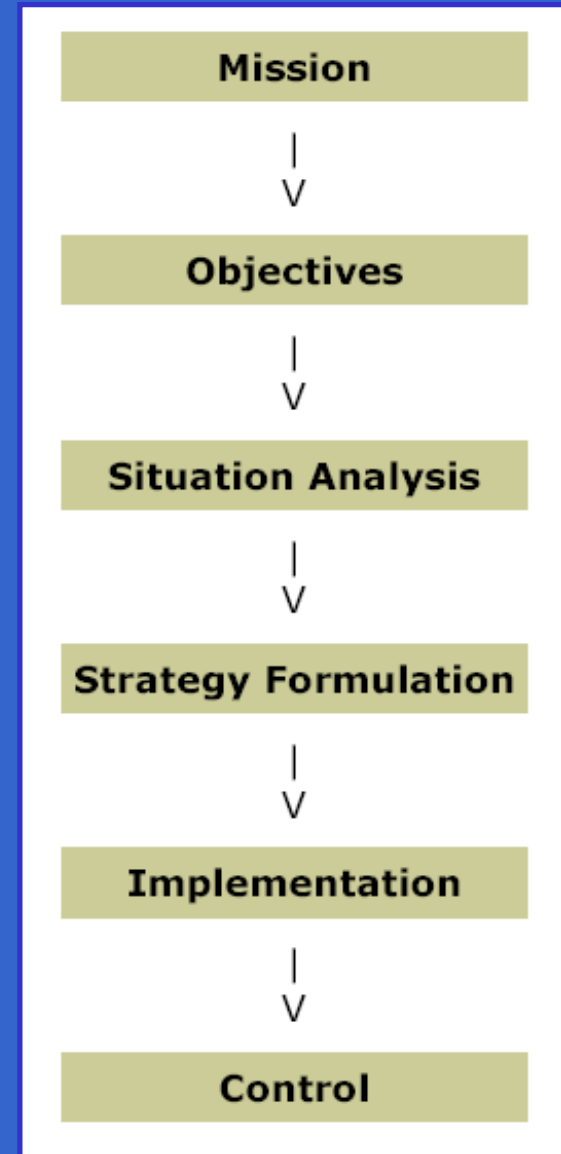 Mission
|
V
Objectives
|
V
Situation Analysis
|
V
Strategy Formulation
|
V
Implementation
|
V
Control